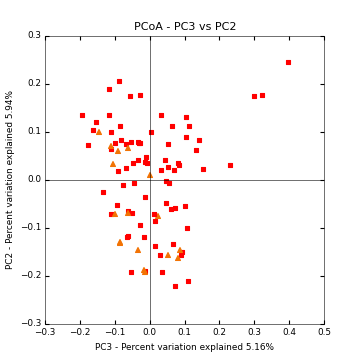 PCoA - PC3 vs PC2
0.3
0.2
0.1
0.0
−0.1
−0.2
−0.3
−0.3 −0.2 −0.1 0.0 0.1 0.2 0.3 0.4 0.5
PC2 - Percent variation explained 5.94%
PC3 - Percent variation explained 5.16%